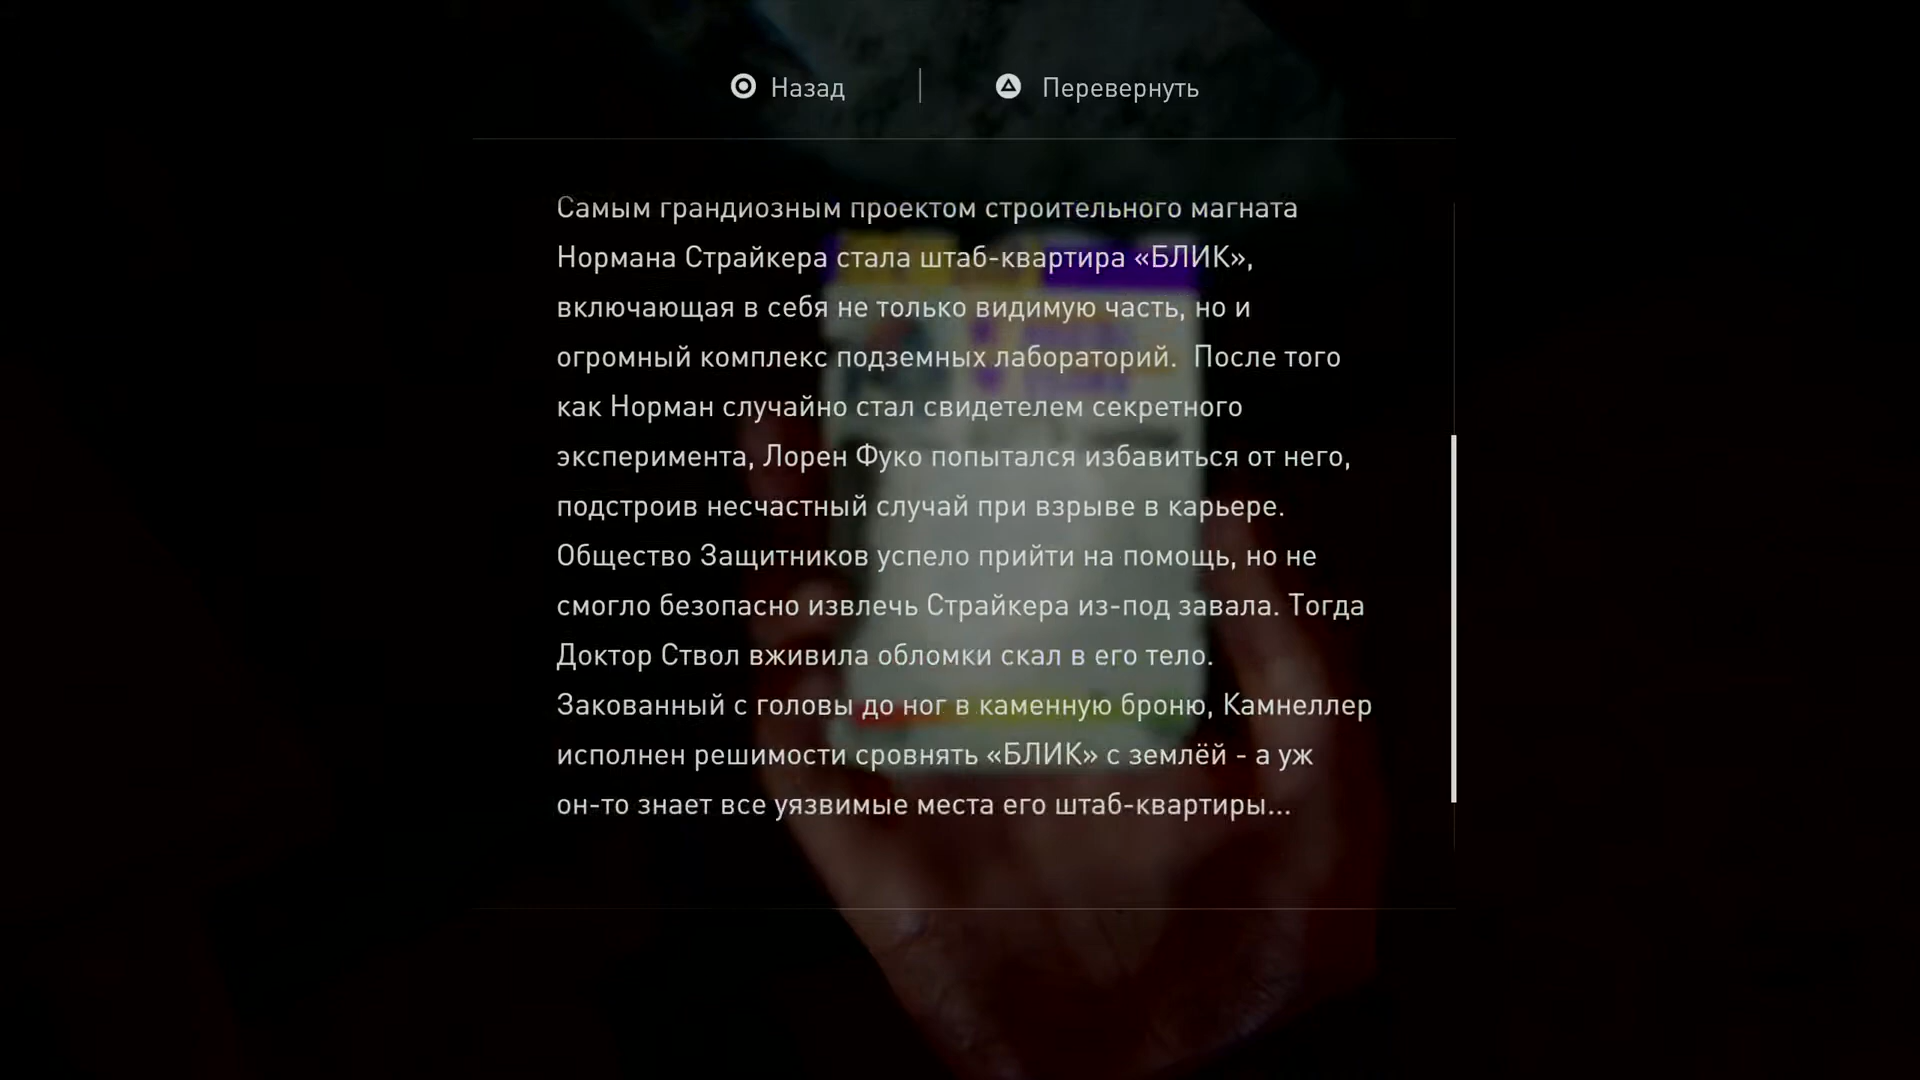 Назад
Перевернуть
Самым грандиозным проектом строительного магната
Нормана Страйкера стала штаб-квартира «БЛИК»,
включающая в себя не только видимую часть, но и
огромный комплекс подземных лабораторий. После того
как Норман случайно стал свидетелем секретного
эксперимента, Лорен Фуко попытался избавиться от него,
подстроив несчастный случай при взрыве в карьере.
Общество Защитников успело прийти на помощь, но не
смогло безопасно извлечь Страйкера из-под завала. Тогда
Доктор Ствол вживила обломки скал в его тело.
Закованный с головы до ног в каменную броню, Камнеллер
исполнен решимости сровнять «БЛИК» с землёй - а уж
он-то знает все уязвимые места его штаб-квартиры...